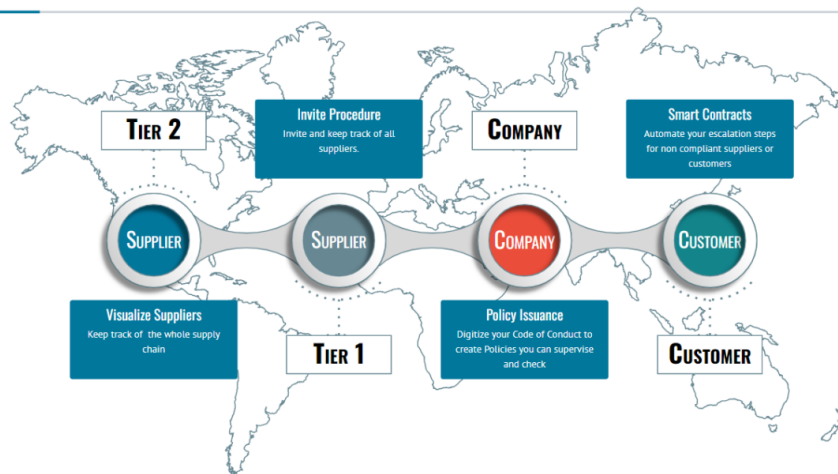 Tier 2
Invite Procedure
Invite and keep track of all
suppliers.
Company
Smart Contracts
Automate your escalation steps
for non compliant suppliers or
customers
Supplier
Supplier
Company
Customer
Visualize Suppliers
Keep track of  the whole supply
chain
Tier 1
Policy Issuance
Digitize your Code of Conduct to
create Policies you can supervise
and check
Customer